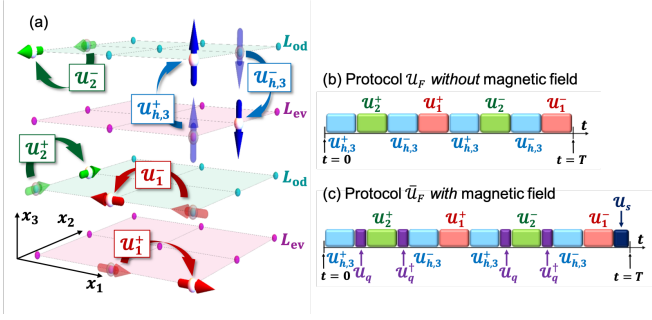 (a)
L_od
U_2^-
U_{h,3}^+
U_{h,3}^-
L_ev
U_2^+
U_1^-
L_od
x_3
x_2
U_1^+
L_ev
x_1
(b) Protocol U_F without magnetic field
U_2^+ U_1^+ U_2^- U_1^-
t
U_{h,3}^+ U_{h,3}^- U_{h,3}^+ U_{h,3}^-
t = 0 t = T
(c) Protocol Ū_F with magnetic field
U_s
U_2^+ U_1^+ U_2^- U_1^-
t
U_{h,3}^+ U_q U_q^† U_{h,3}^- U_{h,3}^+ U_q U_q^† U_{h,3}^-
t = 0 t = T